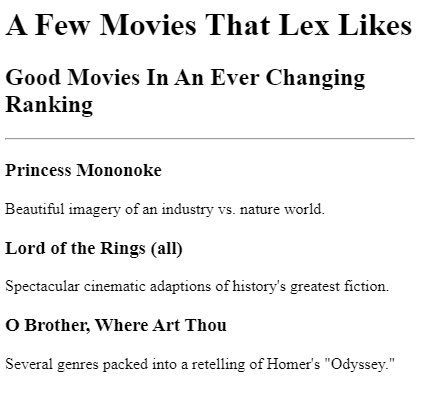 A Few Movies That Lex Likes
Good Movies In An Ever Changing
Ranking
Princess Mononoke
Beautiful imagery of an industry vs. nature world.
Lord of the Rings (all)
Spectacular cinematic adaptions of history's greatest fiction.
O Brother, Where Art Thou
Several genres packed into a retelling of Homer's "Odyssey."